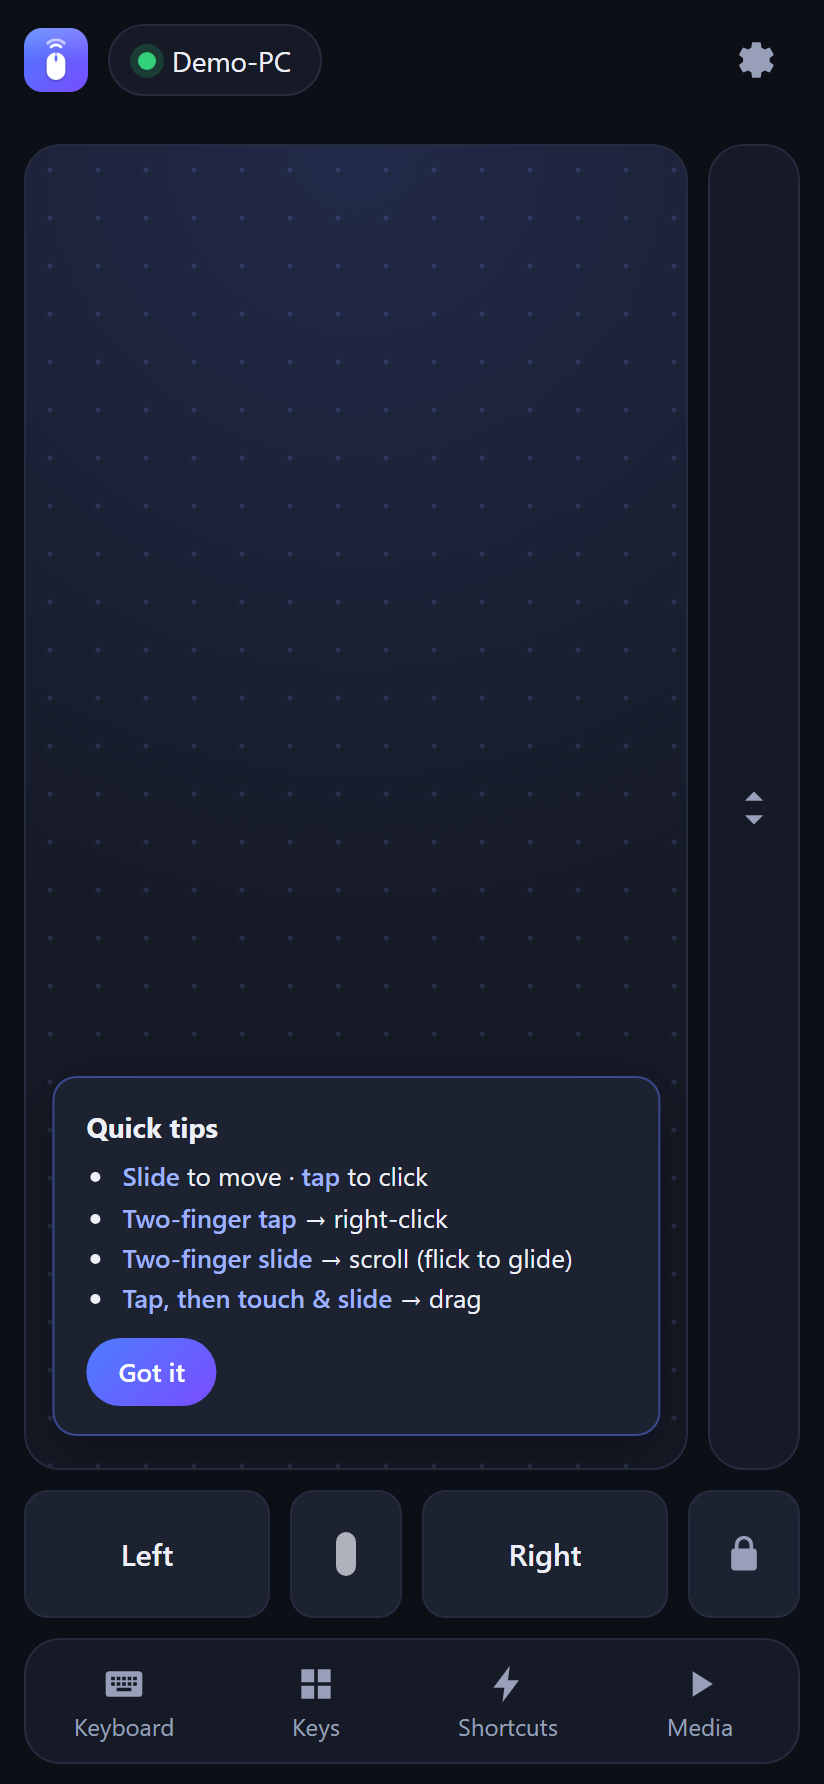 Demo-PC
Quick tips
• Slide to move · tap to click
• Two-finger tap → right-click
• Two-finger slide → scroll (flick to glide)
• Tap, then touch & slide → drag
Got it
Left
Right
Keyboard
Keys
Shortcuts
Media